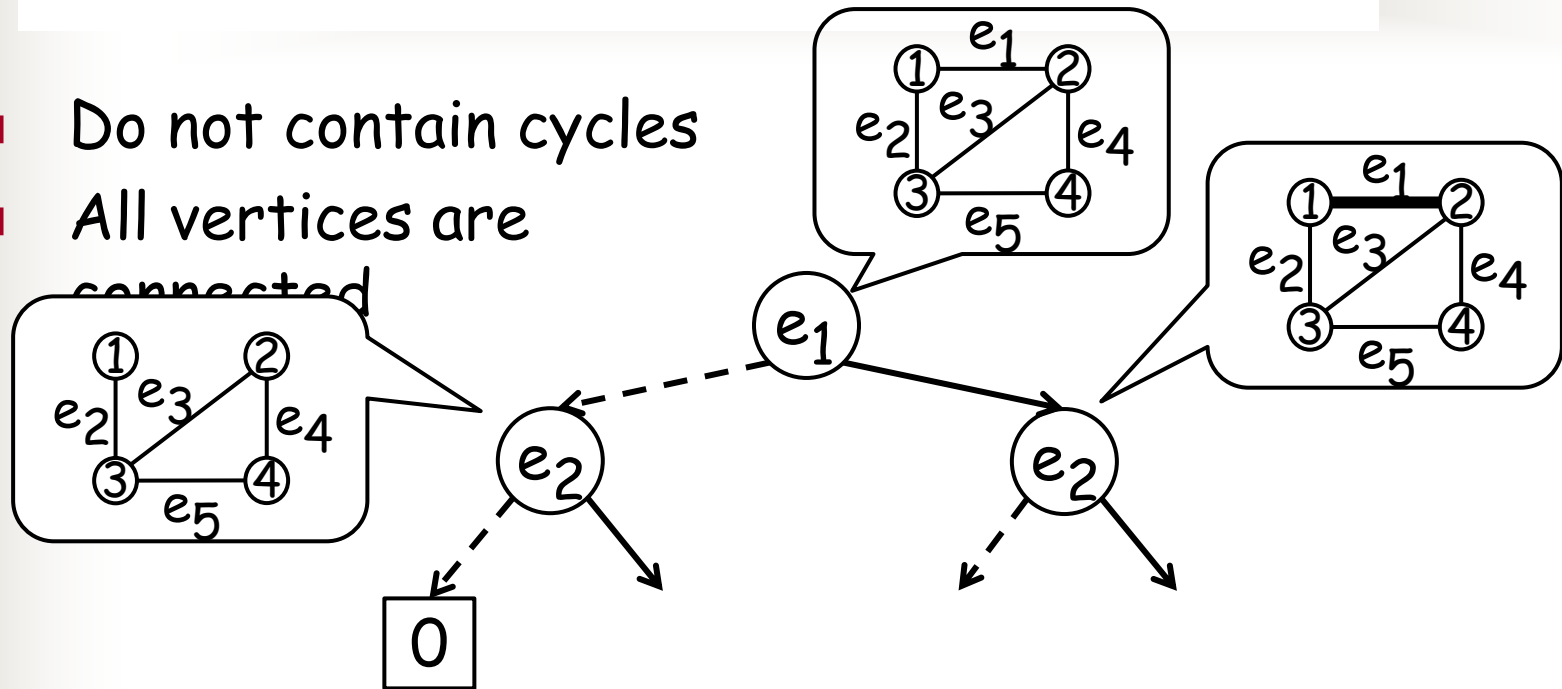 Do not contain cycles
All vertices are
connected
e1
1 2
e2 e3 e4
3 4
e5
e1
1 2
e2 e3 e4
3 4
e5
1 2
e2 e3 e4
3 4
e5
e1
e2
e2
0